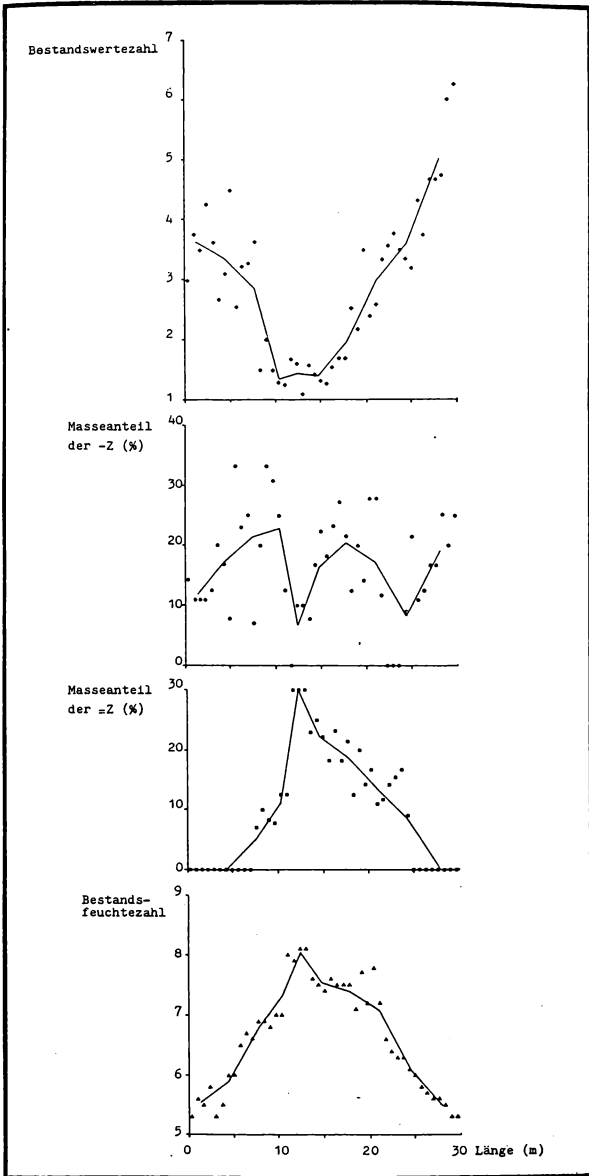 7
Bestandswertezahl
6
5
4
3
2
1
Masseanteil
der -Z (%)
40
30
20
10
0
Masseanteil
der =Z (%)
30
20
10
0
Bestands-
feuchtezahl
9
8
7
6
5
0 10 20 30 Länge (m)